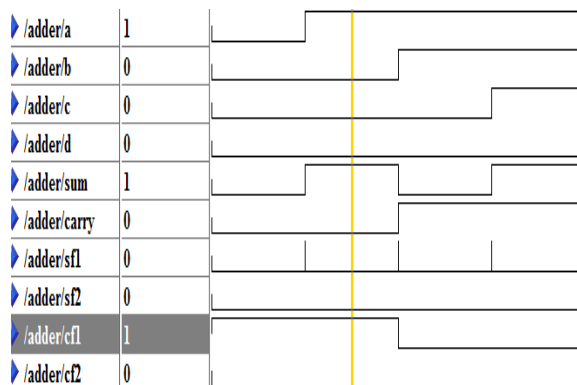 /adder/a 1
/adder/b 0
/adder/c 0
/adder/d 0
/adder/sum 1
/adder/carry 0
/adder/sf1 0
/adder/sf2 0
/adder/cf1 1
/adder/cf2 0